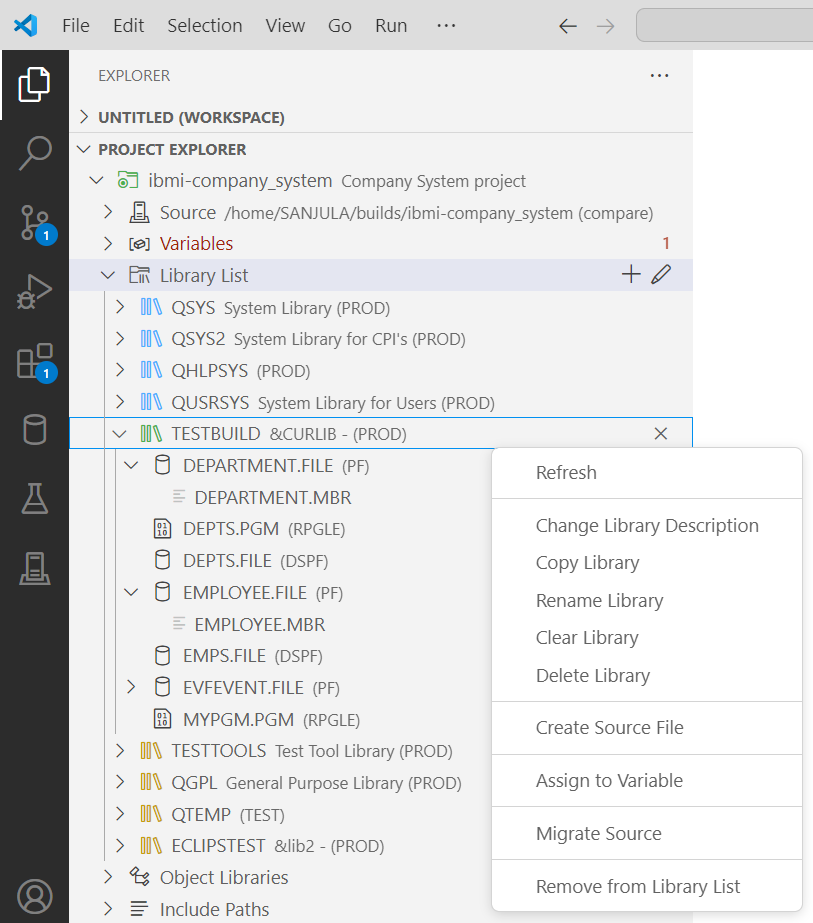 File Edit Selection View Go Run ···
EXPLORER ···
UNTITLED (WORKSPACE)
PROJECT EXPLORER
ibmi-company_system Company System project
Source /home/SANJULA/builds/ibmi-company_system (compare)
1
Variables 1
Library List
QSYS System Library (PROD)
QSYS2 System Library for CPI's (PROD)
1
QHLPSYS (PROD)
QUSRSYS System Library for Users (PROD)
TESTBUILD &CURLIB - (PROD)
DEPARTMENT.FILE (PF)
DEPARTMENT.MBR
01
10
DEPTS.PGM (RPGLE)
DEPTS.FILE (DSPF)
EMPLOYEE.FILE (PF)
EMPLOYEE.MBR
EMPS.FILE (DSPF)
EVFEVENT.FILE (PF)
01
10
MYPGM.PGM (RPGLE)
TESTTOOLS Test Tool Library (PROD)
QGPL General Purpose Library (PROD)
QTEMP (TEST)
ECLIPSTEST &lib2 - (PROD)
Object Libraries
Include Paths
Refresh
Change Library Description
Copy Library
Rename Library
Clear Library
Delete Library
Create Source File
Assign to Variable
Migrate Source
Remove from Library List